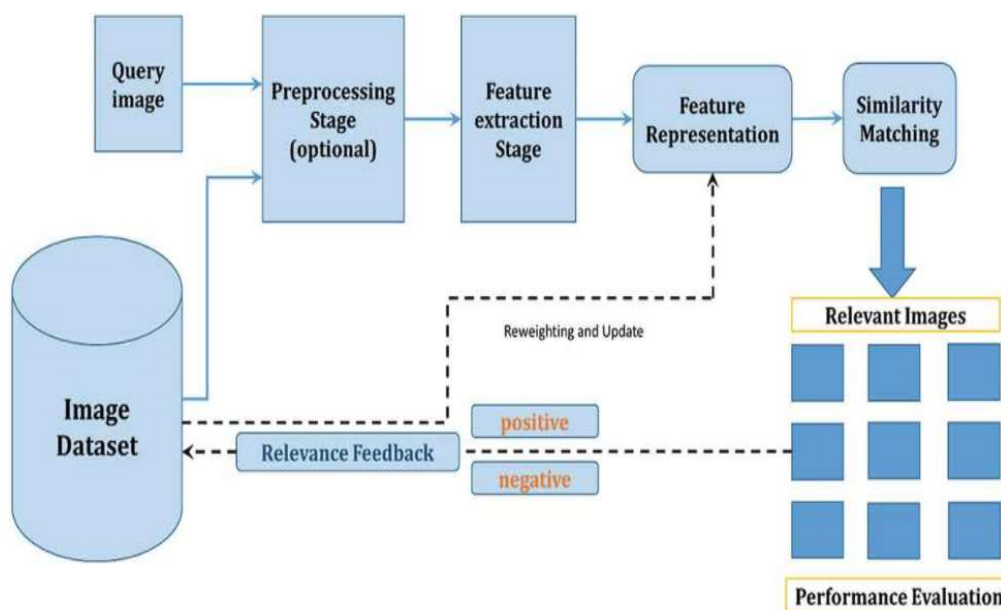 Query
image
Preprocessing
Stage
(optional)
Feature
extraction
Stage
Feature
Representation
Similarity
Matching
Relevant Images
Reweighting and Update
Image
Dataset
positive
Relevance Feedback
negative
Performance Evaluation